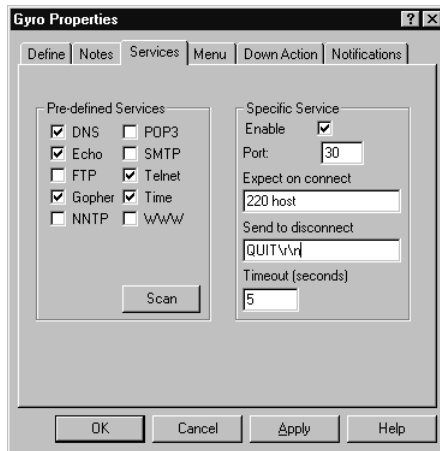 Gyro Properties
Define Notes Services Menu Down Action Notifications
Pre-defined Services
DNS POP3
Echo SMTP
FTP Telnet
Gopher Time
NNTP WWW
Scan
Specific Service
Enable
Port: 30
Expect on connect
220 host
Send to disconnect
QUIT\r\n
Timeout (seconds)
5
OK Cancel Apply Help